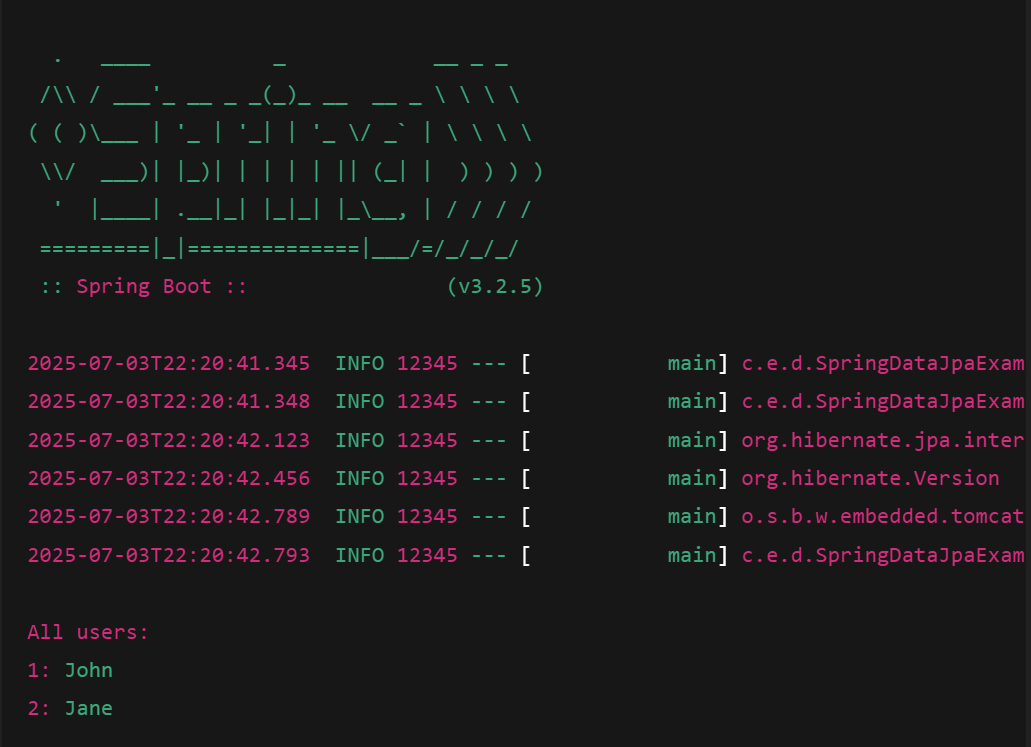 .   ____          _            __ _ _
 /\\ / ___'_ __ _ _(_)_ __  __ _ \ \ \ \
( ( )\___ | '_ | '_| | '_ \/ _` | \ \ \ \
 \\/  ___)| |_)| | | | | || (_| |  ) ) ) )
  '  |____| .__|_| |_|_| |_\__, | / / / /
 =========|_|==============|___/=/_/_/_/
 :: Spring Boot ::                (v3.2.5)
2025-07-03T22:20:41.345  INFO 12345 --- [           main] c.e.d.SpringDataJpaExam
2025-07-03T22:20:41.348  INFO 12345 --- [           main] c.e.d.SpringDataJpaExam
2025-07-03T22:20:42.123  INFO 12345 --- [           main] org.hibernate.jpa.inter
2025-07-03T22:20:42.456  INFO 12345 --- [           main] org.hibernate.Version
2025-07-03T22:20:42.789  INFO 12345 --- [           main] o.s.b.w.embedded.tomcat
2025-07-03T22:20:42.793  INFO 12345 --- [           main] c.e.d.SpringDataJpaExam
All users:
1: John
2: Jane